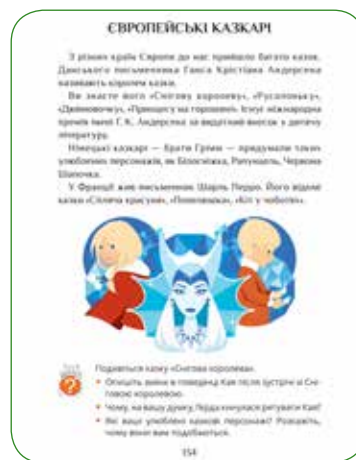 ЄВРОПЕЙСЬКІ КАЗКАРІ
З різних країн Європи до нас прийшло багато казок.
Данського письменника Ганса Крістіана Андерсена
називають королем казки.
Ви знаєте його «Снігову королеву», «Русалоньку»,
«Дюймовочку», «Принцесу на горошині». Існує міжнародна
премія імені Г. К. Андерсена за видатний внесок у дитячу
літературу.
Німецькі казкарі — брати Грімм — придумали таких
улюблених персонажів, як Білосніжка, Рапунцель, Червона
Шапочка.
У Франції жив письменник Шарль Перро. Його відомі
казки «Спляча красуня», «Попелюшка», «Кіт у чоботях».
Подивіться казку «Снігова королева».
Опишіть зміни в поведінці Кая після зустрічі зі Сні-
говою королевою.
Чому, на вашу думку, Герда кинулася рятувати Кая?
Які ваші улюблені казкові персонажі? Розкажіть,
чому вони вам подобаються.
154